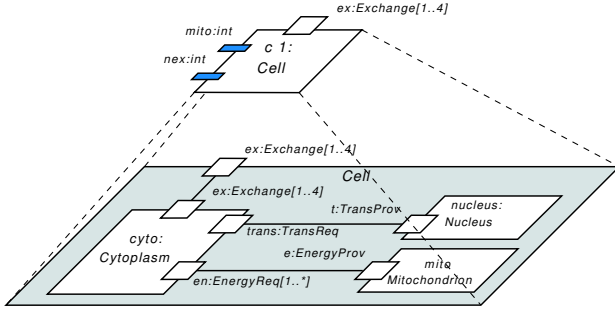 ex:Exchange[1..4]
mito:int
c 1:
Cell
nex:int
ex:Exchange[1..4]
Cell
ex:Exchange[1..4]
t:TransProv
nucleus:
Nucleus
cyto:
Cytoplasm
trans:TransReq
e:EnergyProv
mito
Mitochondrion
en:EnergyReq[1..*]